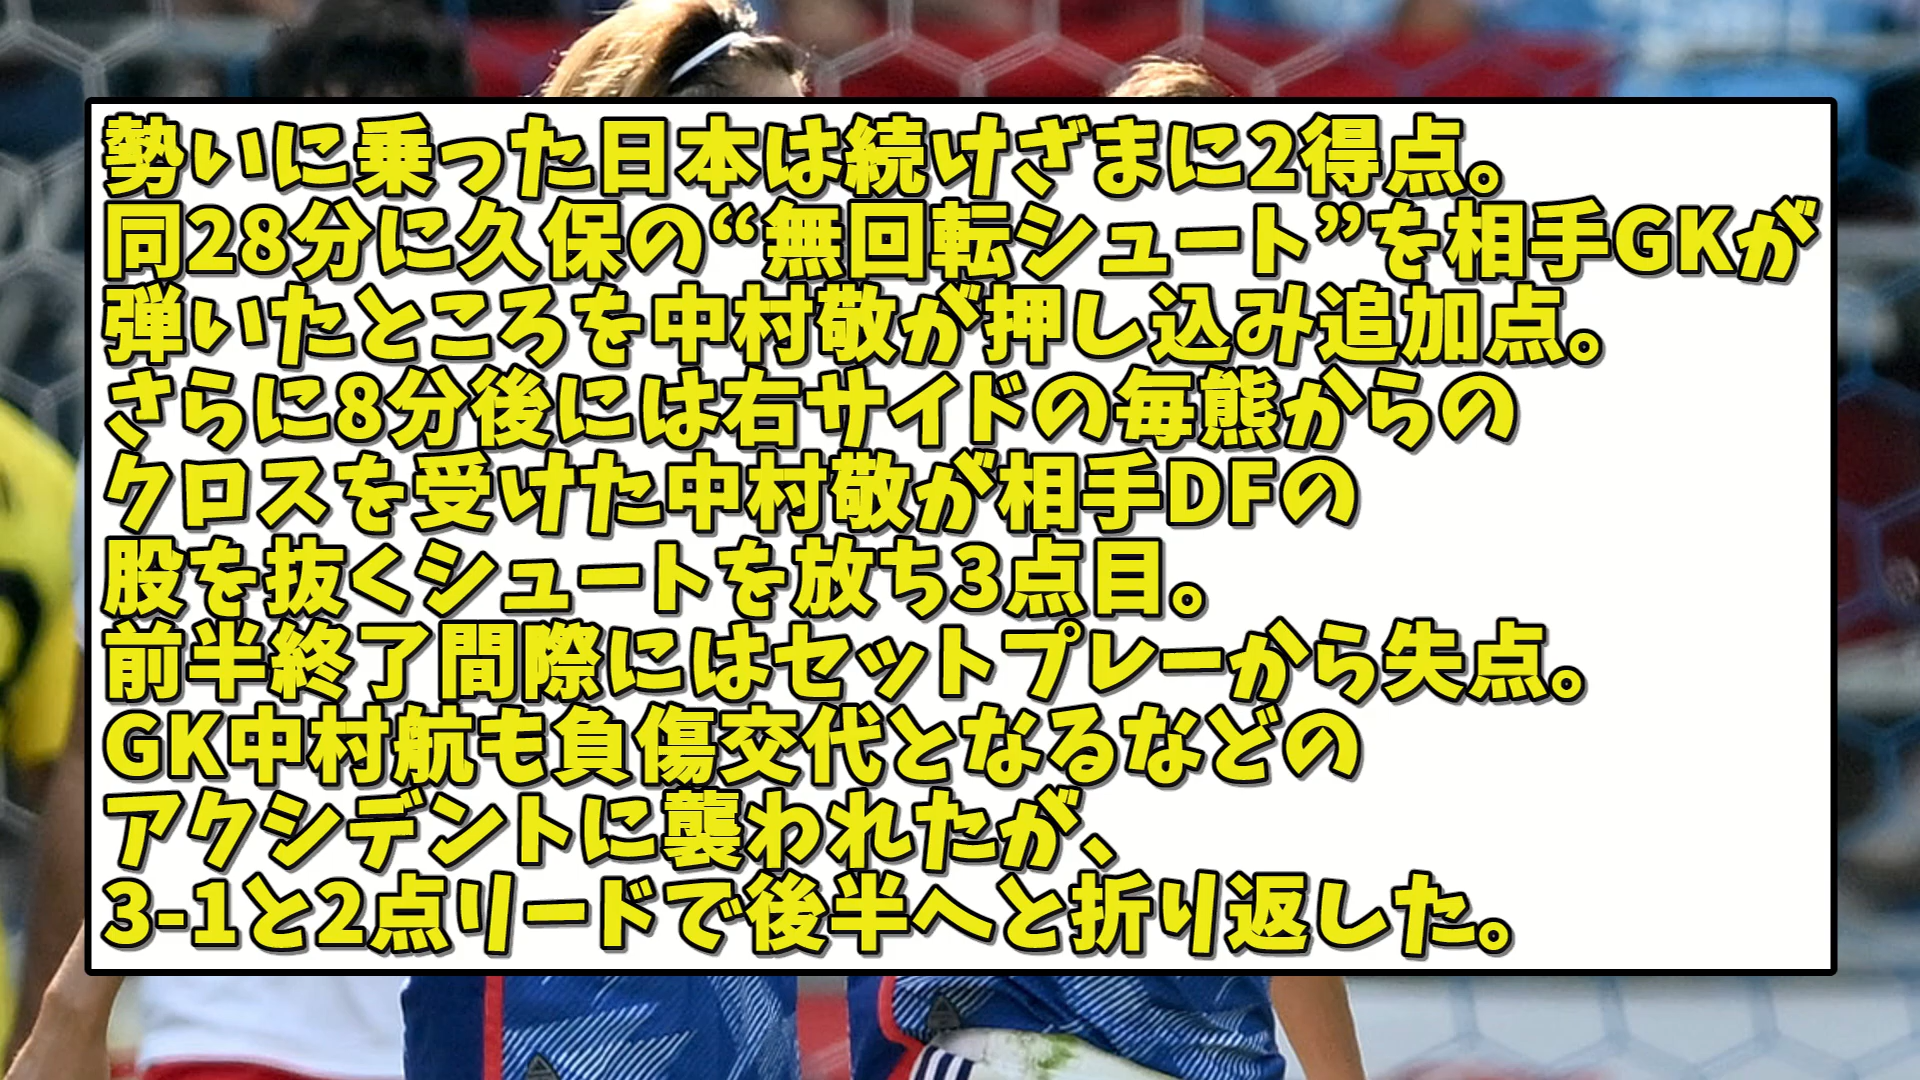 勢いに乗った日本は続けざまに2得点。
同28分に久保の“無回転シュート”を相手GKが
弾いたところを中村敬が押し込み追加点。
さらに8分後には右サイドの毎熊からの
クロスを受けた中村敬が相手DFの
股を抜くシュートを放ち3点目。
前半終了間際にはセットプレーから失点。
GK中村航も負傷交代となるなどの
アクシデントに襲われたが、
3-1と2点リードで後半へと折り返した。